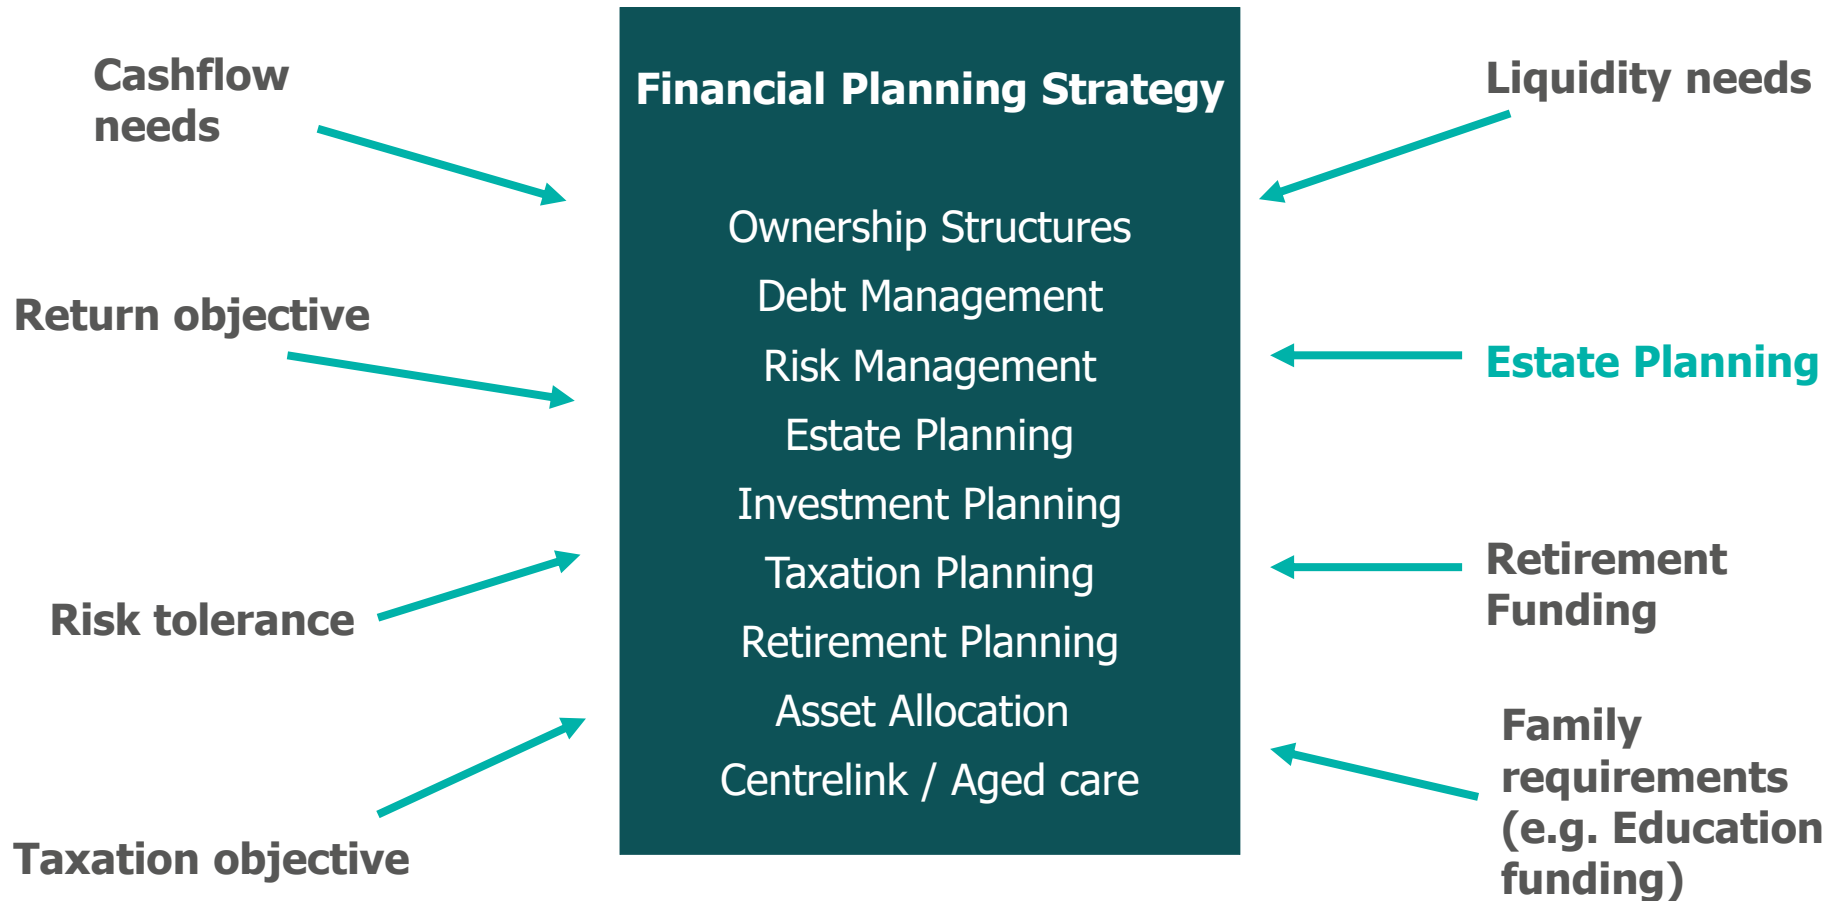 Cashflow
needs
Return objective
Risk tolerance
Taxation objective
Financial Planning Strategy
Ownership Structures
Debt Management
Risk Management
Estate Planning
Investment Planning
Taxation Planning
Retirement Planning
Asset Allocation
Centrelink / Aged care
Liquidity needs
Estate Planning
Retirement
Funding
Family
requirements
(e.g. Education
funding)